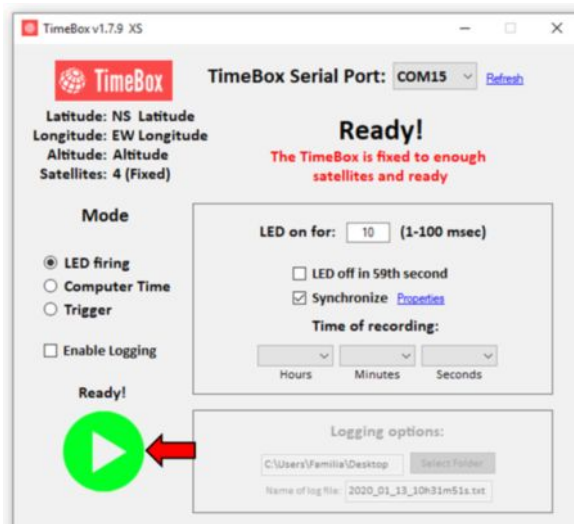 TimeBox v1.7.9 XS
TimeBox
TimeBox Serial Port: COM15 Refresh
Latitude: NS Latitude
Longitude: EW Longitude
Altitude: Altitude
Satellites: 4 (Fixed)
Ready!
The TimeBox is fixed to enough
satellites and ready
Mode
LED firing
Computer Time
Trigger
Enable Logging
Ready!
LED on for: 10 (1-100 msec)
LED off in 59th second
Synchronize Properties
Time of recording:
Hours Minutes Seconds
Logging options:
C:\Users\Familia\Desktop Select Folder
Name of log file: 2020_01_13_10h31m51s.txt